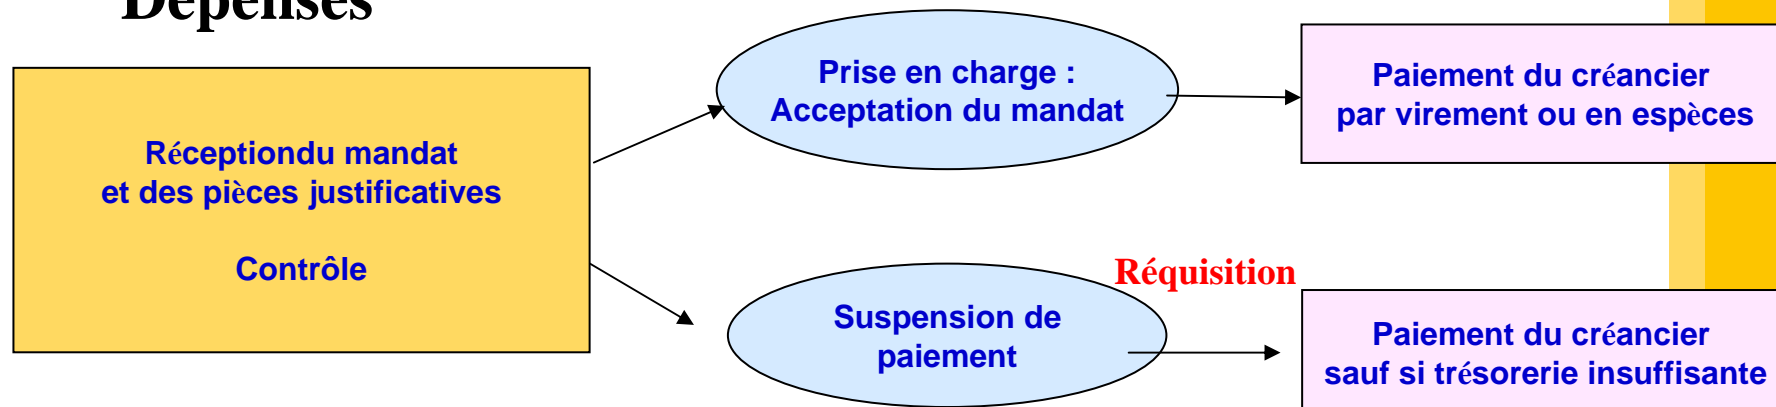 Dépenses
Réceptiondu mandat
et des pièces justificatives
Contrôle
Prise en charge :
Acceptation du mandat
Paiement du créancier
par virement ou en espèces
Suspension de
paiement
Réquisition
Paiement du créancier
sauf si trésorerie insuffisante